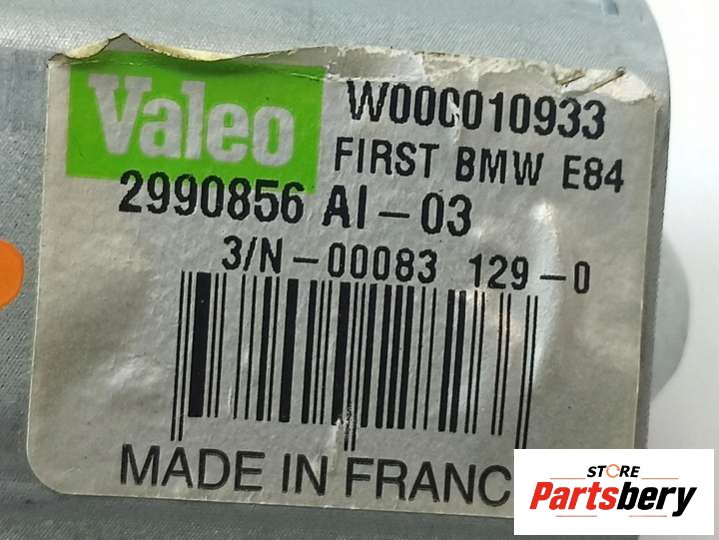 Valeo
W000010933
FIRST BMW E84
2990856 AI-03
3/N-00083 129-0
MADE IN FRANC
STORE
Partsbery